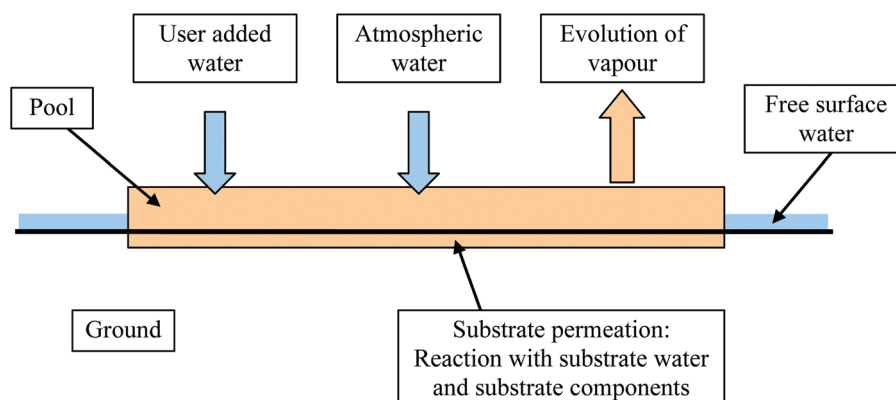 User added
water
Atmospheric
water
Evolution of
vapour
Pool
Free surface
water
Ground
Substrate permeation:
Reaction with substrate water
and substrate components